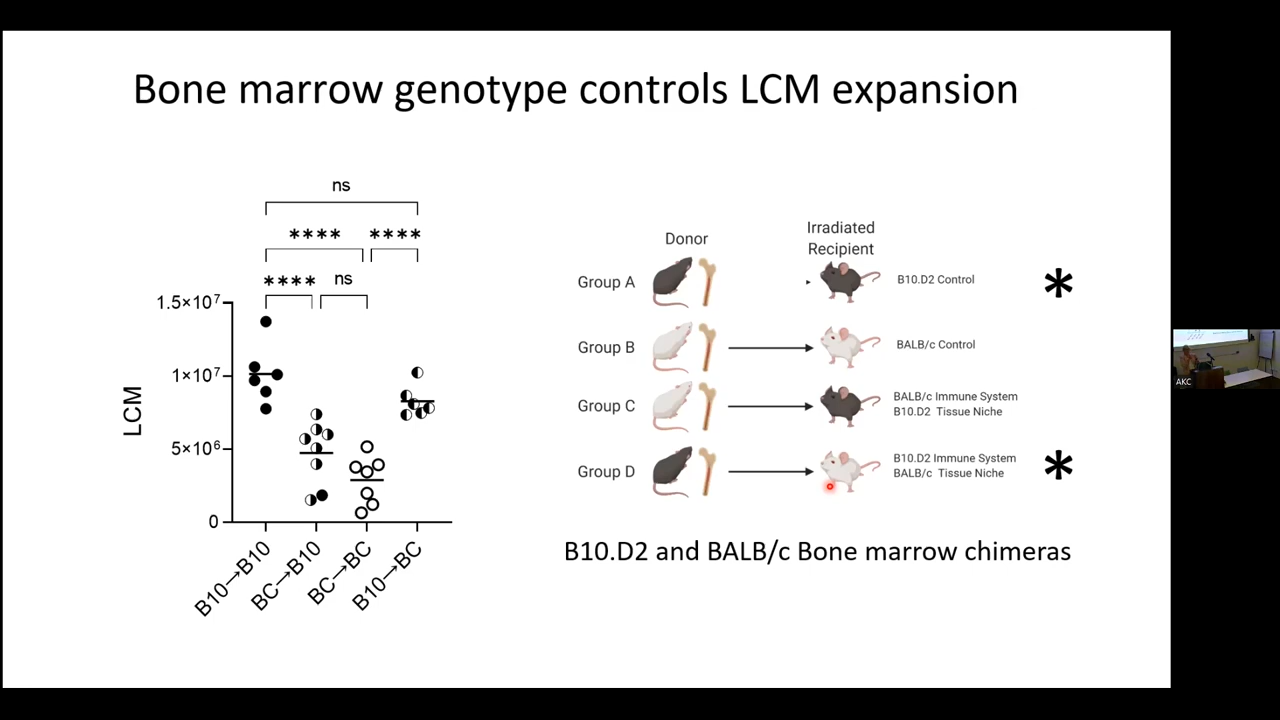 Bone marrow genotype controls LCM expansion
ns
**** ****
**** ns
LCM
1.5×10⁷
1×10⁷
5×10⁶
0
B10→B10
BC→B10
BC→BC
B10→BC
Donor
Irradiated
Recipient
Group A
B10.D2 Control
*
Group B
BALB/c Control
Group C
BALB/c Immune System
B10.D2 Tissue Niche
Group D
B10.D2 Immune System
BALB/c Tissue Niche
*
B10.D2 and BALB/c Bone marrow chimeras
AKC